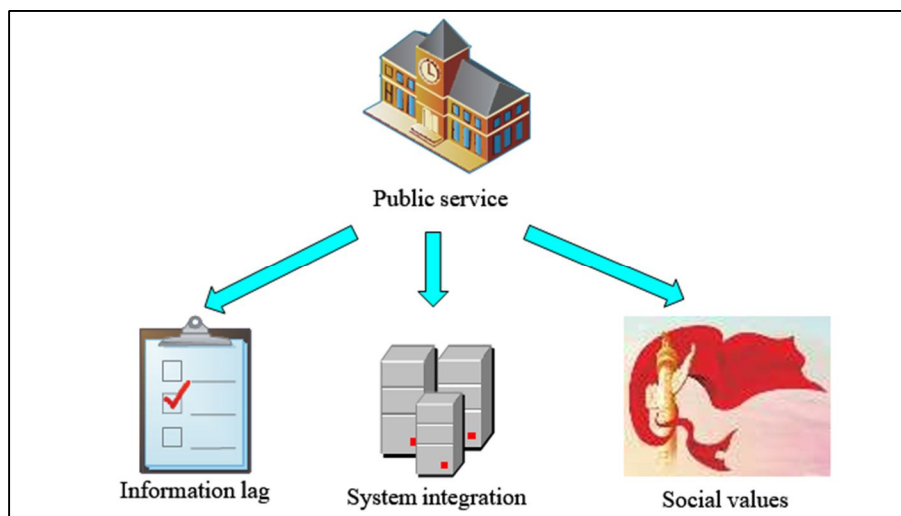 Public service
Information lag
System integration
Social values